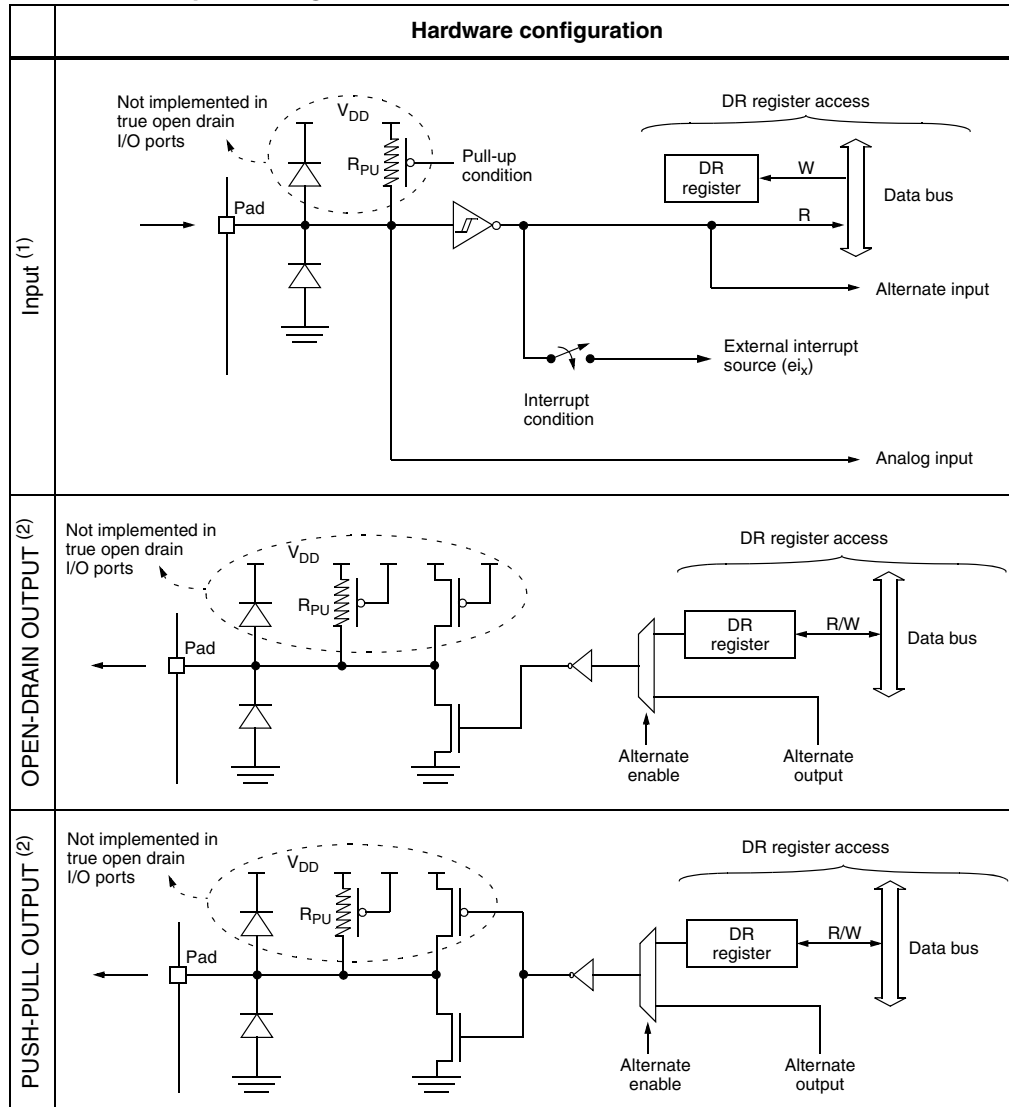 Hardware configuration
Input (1)
Not implemented in
true open drain
I/O ports
VDD
RPU
Pull-up
condition
Pad
DR register access
DR
register
W
R
Data bus
Alternate input
External interrupt
source (eix)
Interrupt
condition
Analog input
OPEN-DRAIN OUTPUT (2)
Not implemented in
true open drain
I/O ports
VDD
RPU
Pad
DR register access
DR
register
R/W
Data bus
Alternate
enable
Alternate
output
PUSH-PULL OUTPUT (2)
Not implemented in
true open drain
I/O ports
VDD
RPU
Pad
DR register access
DR
register
R/W
Data bus
Alternate
enable
Alternate
output